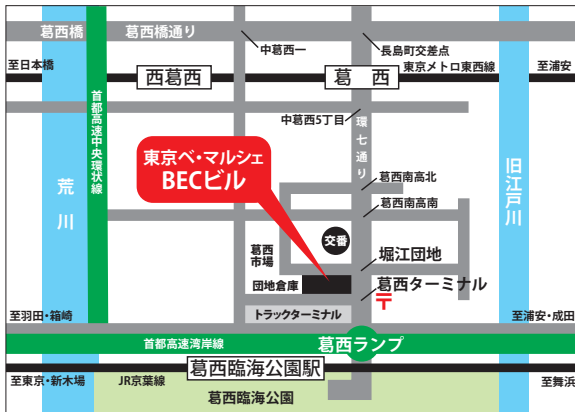 葛西橋
葛西橋通り
中葛西一
長島町交差点
至日本橋
西葛西
葛西
東京メトロ東西線
至浦安
首都高速中央環状線
中葛西5丁目
環七通り
東京ベ・マルシェ
BECビル
荒川
旧江戸川
葛西南高北
葛西南高南
交番
葛西
市場
堀江団地
団地倉庫
葛西ターミナル
〒
トラックターミナル
至羽田・箱崎
至浦安・成田
首都高速湾岸線
葛西ランプ
葛西臨海公園駅
至東京・新木場
JR京葉線
至舞浜
葛西臨海公園